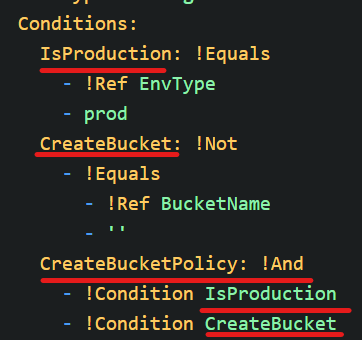 Conditions:
IsProduction: !Equals
- !Ref EnvType
- prod
CreateBucket: !Not
- !Equals
- !Ref BucketName
- ''
CreateBucketPolicy: !And
- !Condition IsProduction
- !Condition CreateBucket